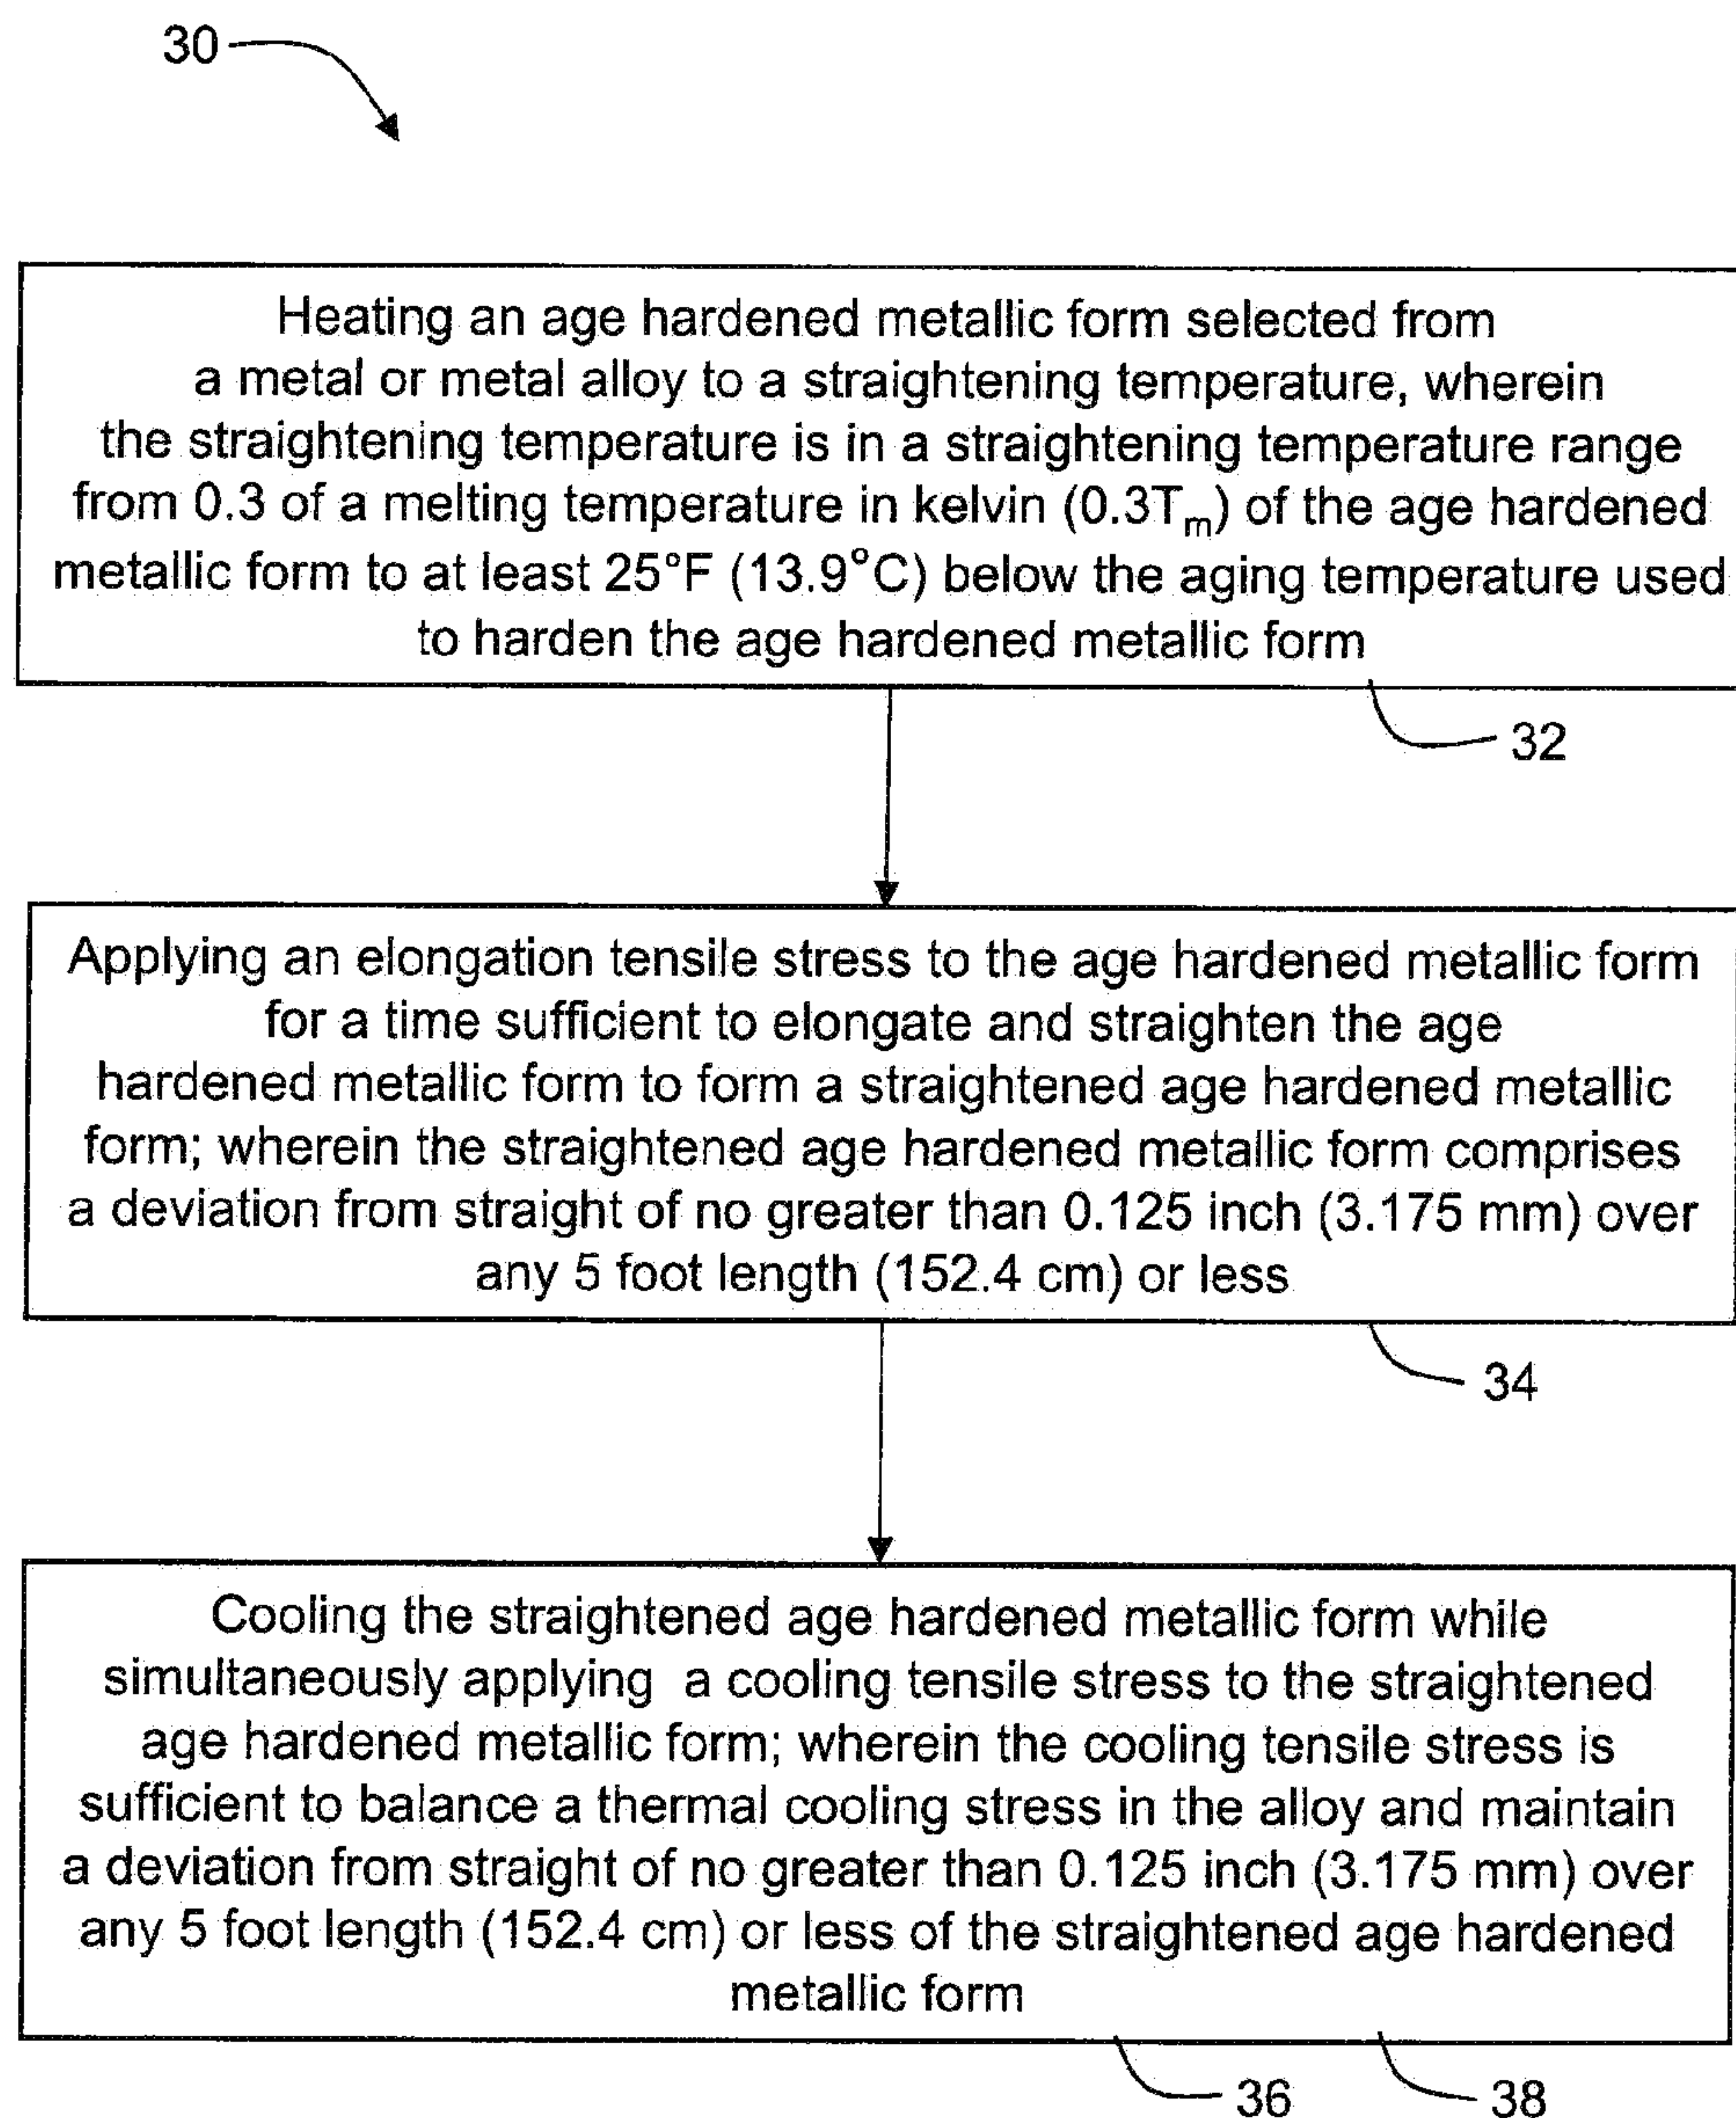 30
Heating an age hardened metallic form selected from
a metal or metal alloy to a straightening temperature, wherein
the straightening temperature is in a straightening temperature range
from 0.3 of a melting temperature in kelvin (0.3Tm) of the age hardened
metallic form to at least 25°F (13.9°C) below the aging temperature used
to harden the age hardened metallic form
32
Applying an elongation tensile stress to the age hardened metallic form
for a time sufficient to elongate and straighten the age
hardened metallic form to form a straightened age hardened metallic
form; wherein the straightened age hardened metallic form comprises
a deviation from straight of no greater than 0.125 inch (3.175 mm) over
any 5 foot length (152.4 cm) or less
34
Cooling the straightened age hardened metallic form while
simultaneously applying a cooling tensile stress to the straightened
age hardened metallic form; wherein the cooling tensile stress is
sufficient to balance a thermal cooling stress in the alloy and maintain
a deviation from straight of no greater than 0.125 inch (3.175 mm) over
any 5 foot length (152.4 cm) or less of the straightened age hardened
metallic form
36 38